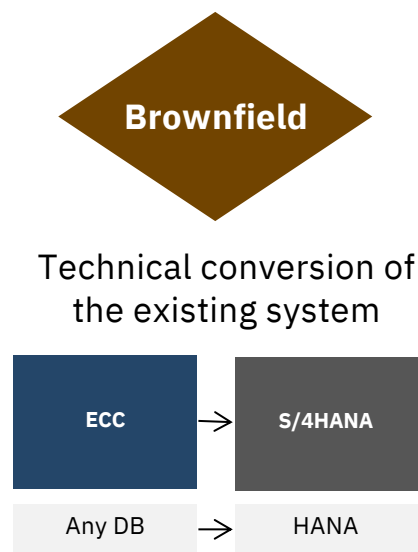 Brownfield
Technical conversion of
the existing system
ECC
S/4HANA
Any DB
HANA